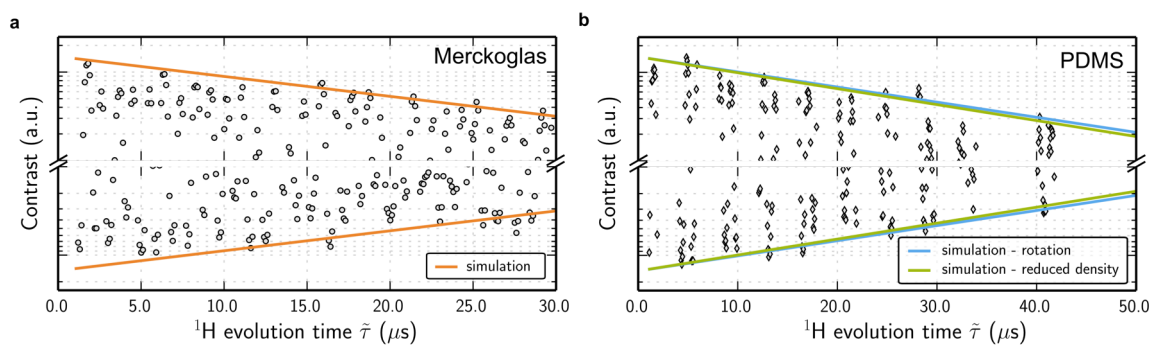 a
Merckoglas
Contrast (a.u.)
simulation
0.0 5.0 10.0 15.0 20.0 25.0 30.0
¹H evolution time τ̃ (μs)
b
PDMS
Contrast (a.u.)
simulation - rotation
simulation - reduced density
0.0 10.0 20.0 30.0 40.0 50.0
¹H evolution time τ̃ (μs)